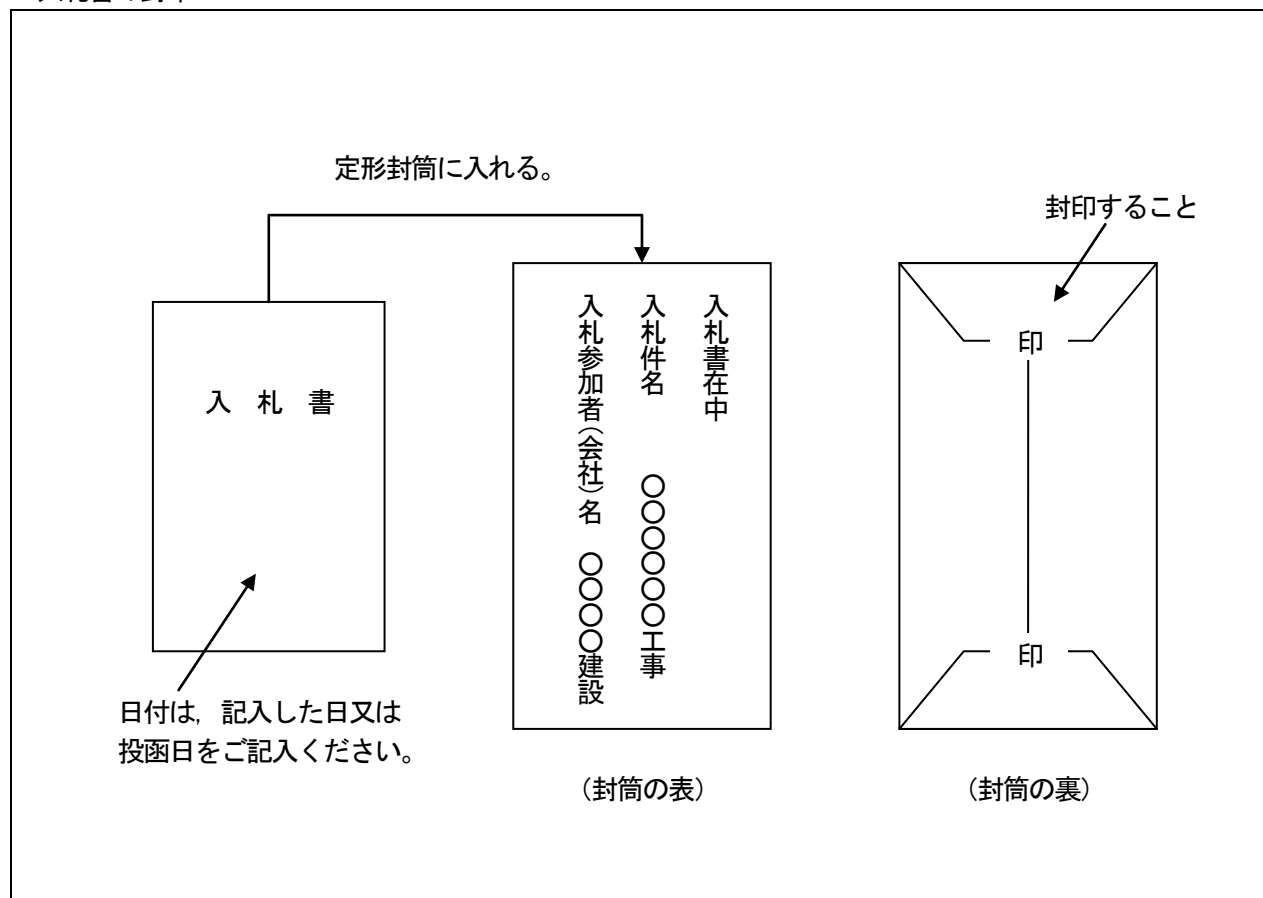 定形封筒に入れる。
封印すること
入 札 書
日付は，記入した日又は
投函日をご記入ください。
入札書在中
入札件名 〇〇〇〇〇〇工事
入札参加者（会社）名 〇〇〇〇建設
（封筒の表）
印
印
（封筒の裏）